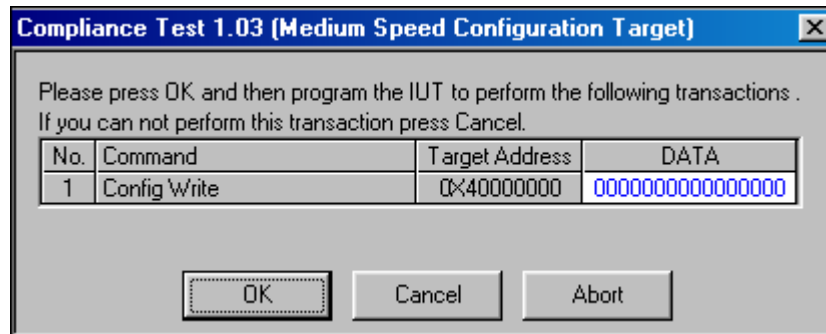 Compliance Test 1.03 (Medium Speed Configuration Target)
Please press OK and then program the IUT to perform the following transactions .
If you can not perform this transaction press Cancel.
No. Command Target Address DATA
1 Config Write 0X40000000 0000000000000000
OK Cancel Abort